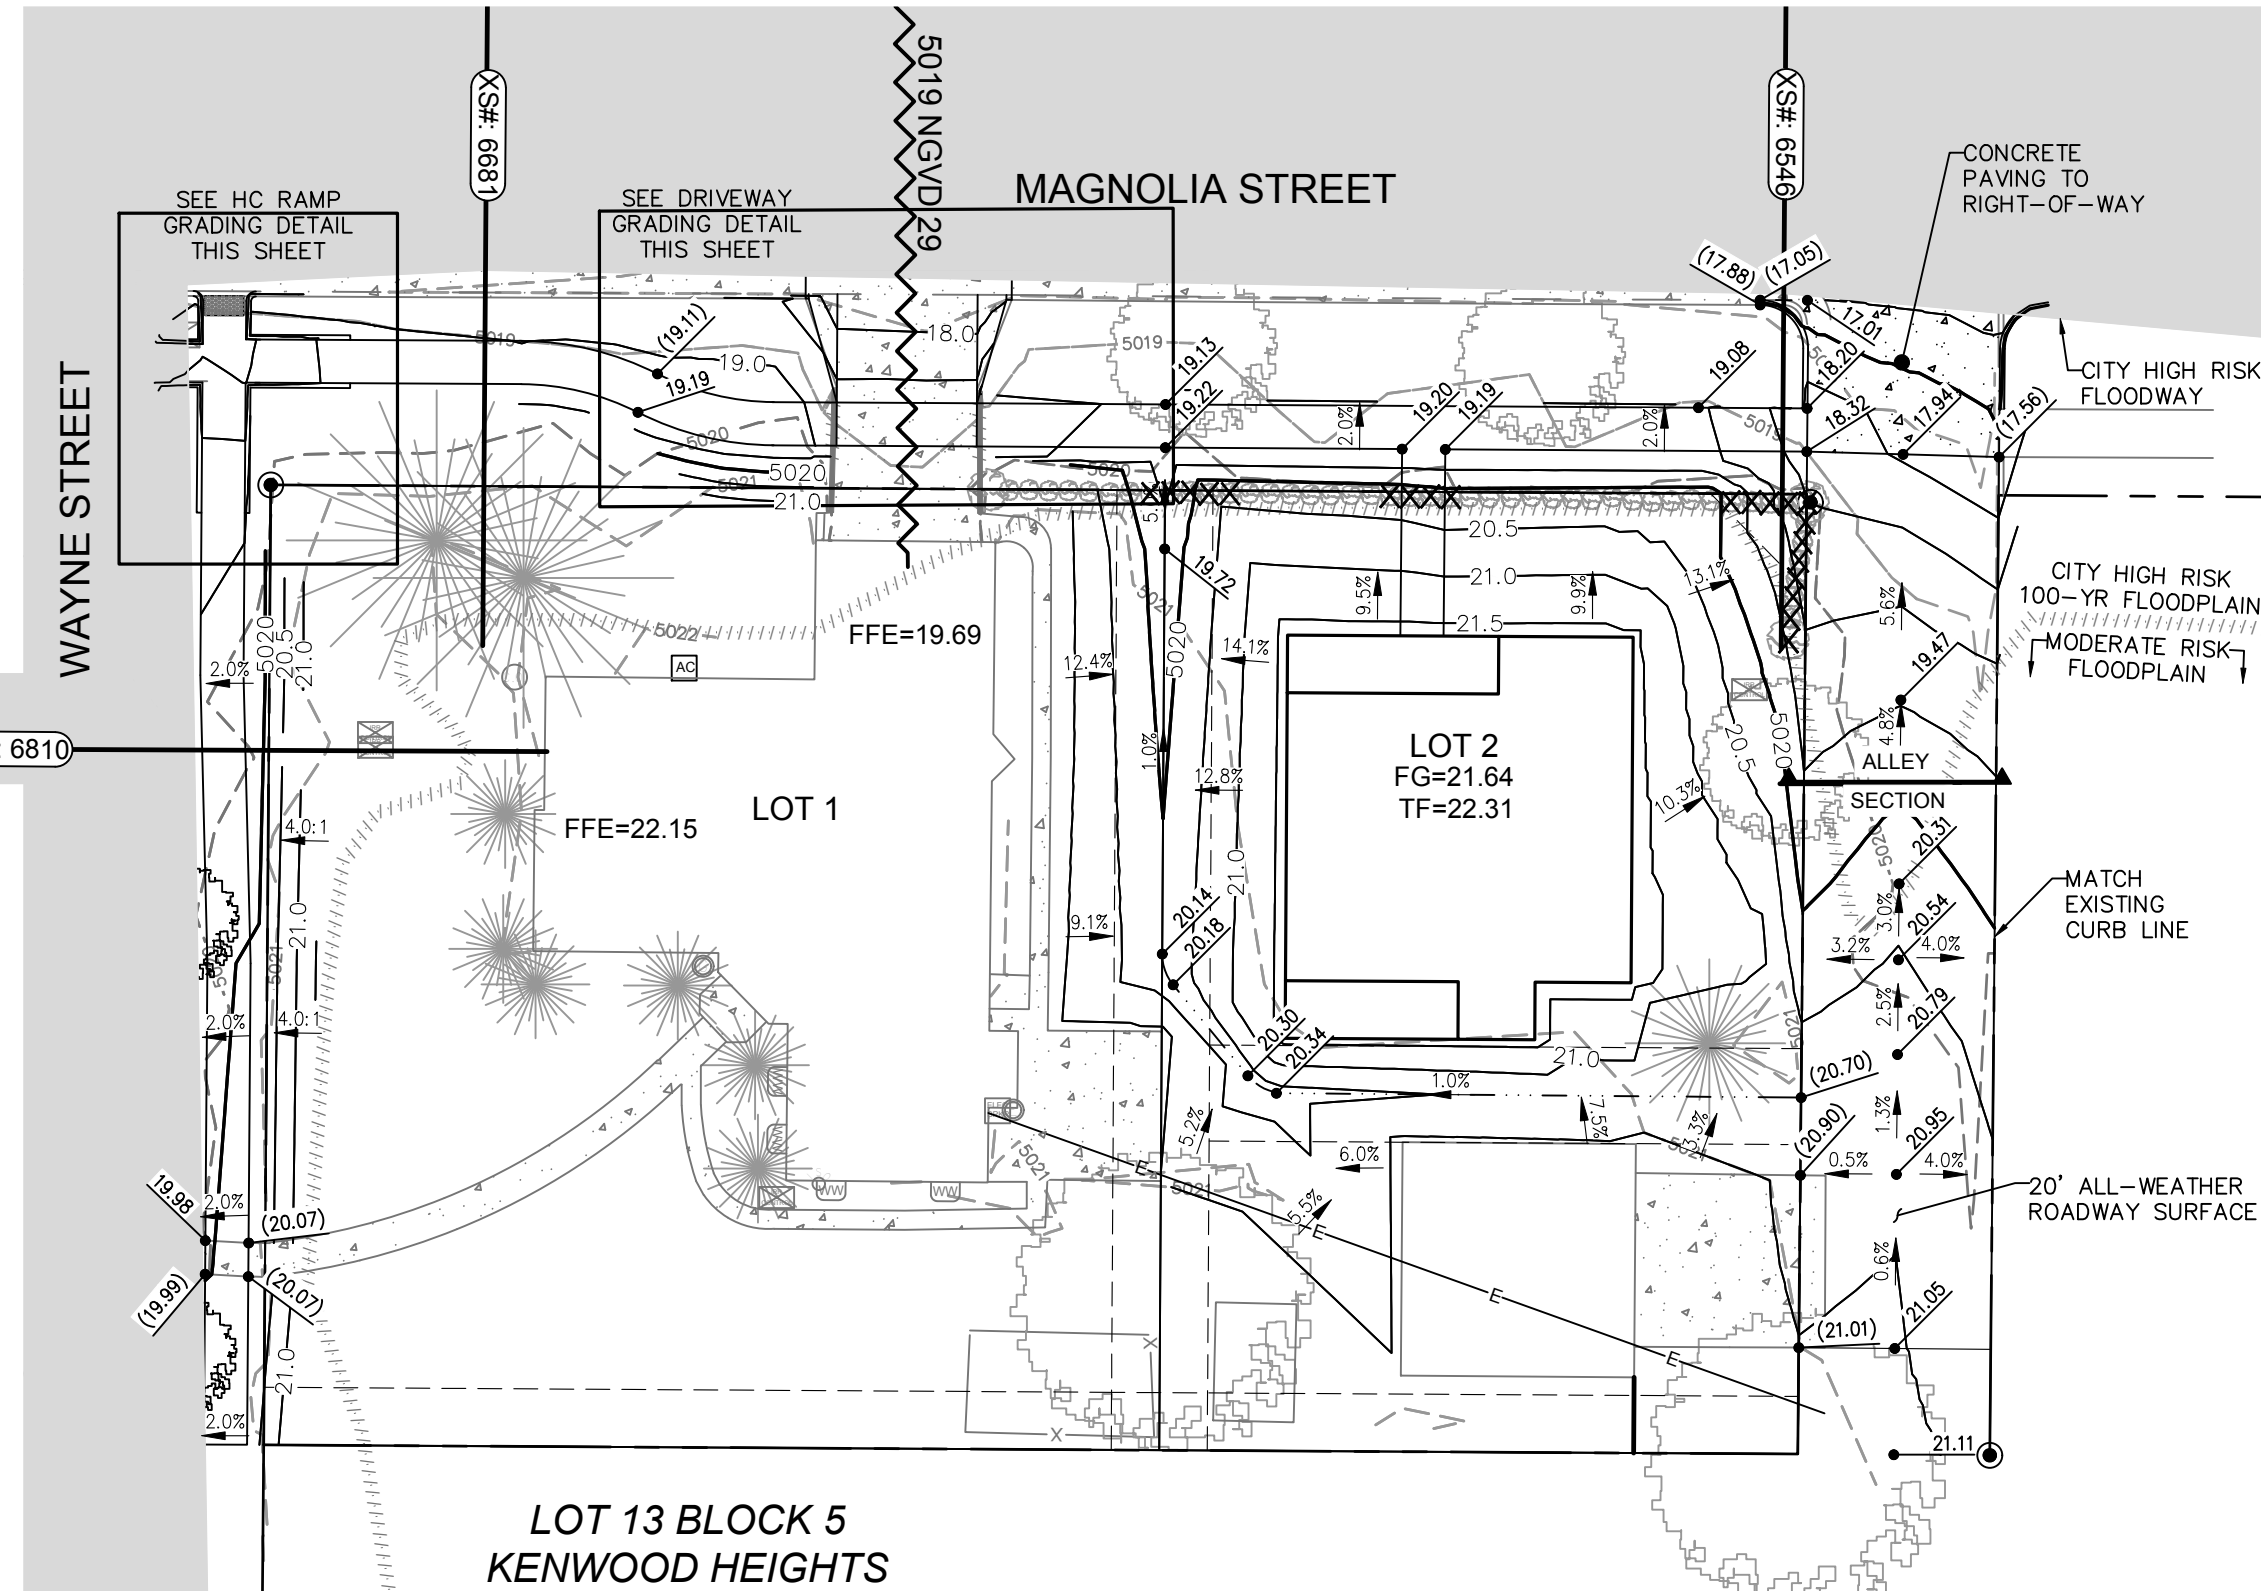 MAGNOLIA STREET
WAYNE STREET
XS#: 6681
5019 NGVD 29
XS#: 6546
6810
SEE HC RAMP
GRADING DETAIL
THIS SHEET
SEE DRIVEWAY
GRADING DETAIL
THIS SHEET
CONCRETE
PAVING TO
RIGHT-OF-WAY
(17.88)
(17.05)
17.01
18.20
18.32
17.94
(17.56)
CITY HIGH RISK
FLOODWAY
5019
(19.11)
19.0
19.19
18.0
5019
19.13
19.22
2.0%
19.20
19.19
2.0%
19.08
5019
5020
5020
5021
21.0
5020
20.5
21.0
21.5
9.5%
9.9%
13.1%
19.72
5021
5.6%
CITY HIGH RISK
100-YR FLOODPLAIN
MODERATE RISK
FLOODPLAIN
19.47
4.8%
ALLEY
SECTION
5020
20.5
21.0
2.0%
5022
AC
FFE=19.69
12.4%
5020
14.1%
1.0%
12.8%
LOT 2
FG=21.64
TF=22.31
10.3%
20.5
5020
5020
LOT 1
FFE=22.15
4.0:1
21.0
5021
2.0%
4.0:1
9.1%
21.0
20.14
20.18
20.30
20.34
20.31
3.0%
20.54
3.2%
4.0%
2.5%
20.79
MATCH
EXISTING
CURB LINE
5021
21.0
1.0%
(20.70)
1.3%
(20.90)
20.95
0.5%
4.0%
7.5%
3.3%
5.2%
6.0%
5.5%
5021
5021
E
E
E
E
WW
WW
20' ALL-WEATHER
ROADWAY SURFACE
0.6%
21.05
(21.01)
21.11
19.98
2.0%
(20.07)
(19.99)
(20.07)
21.0
2.0%
X
X
LOT 13 BLOCK 5
KENWOOD HEIGHTS